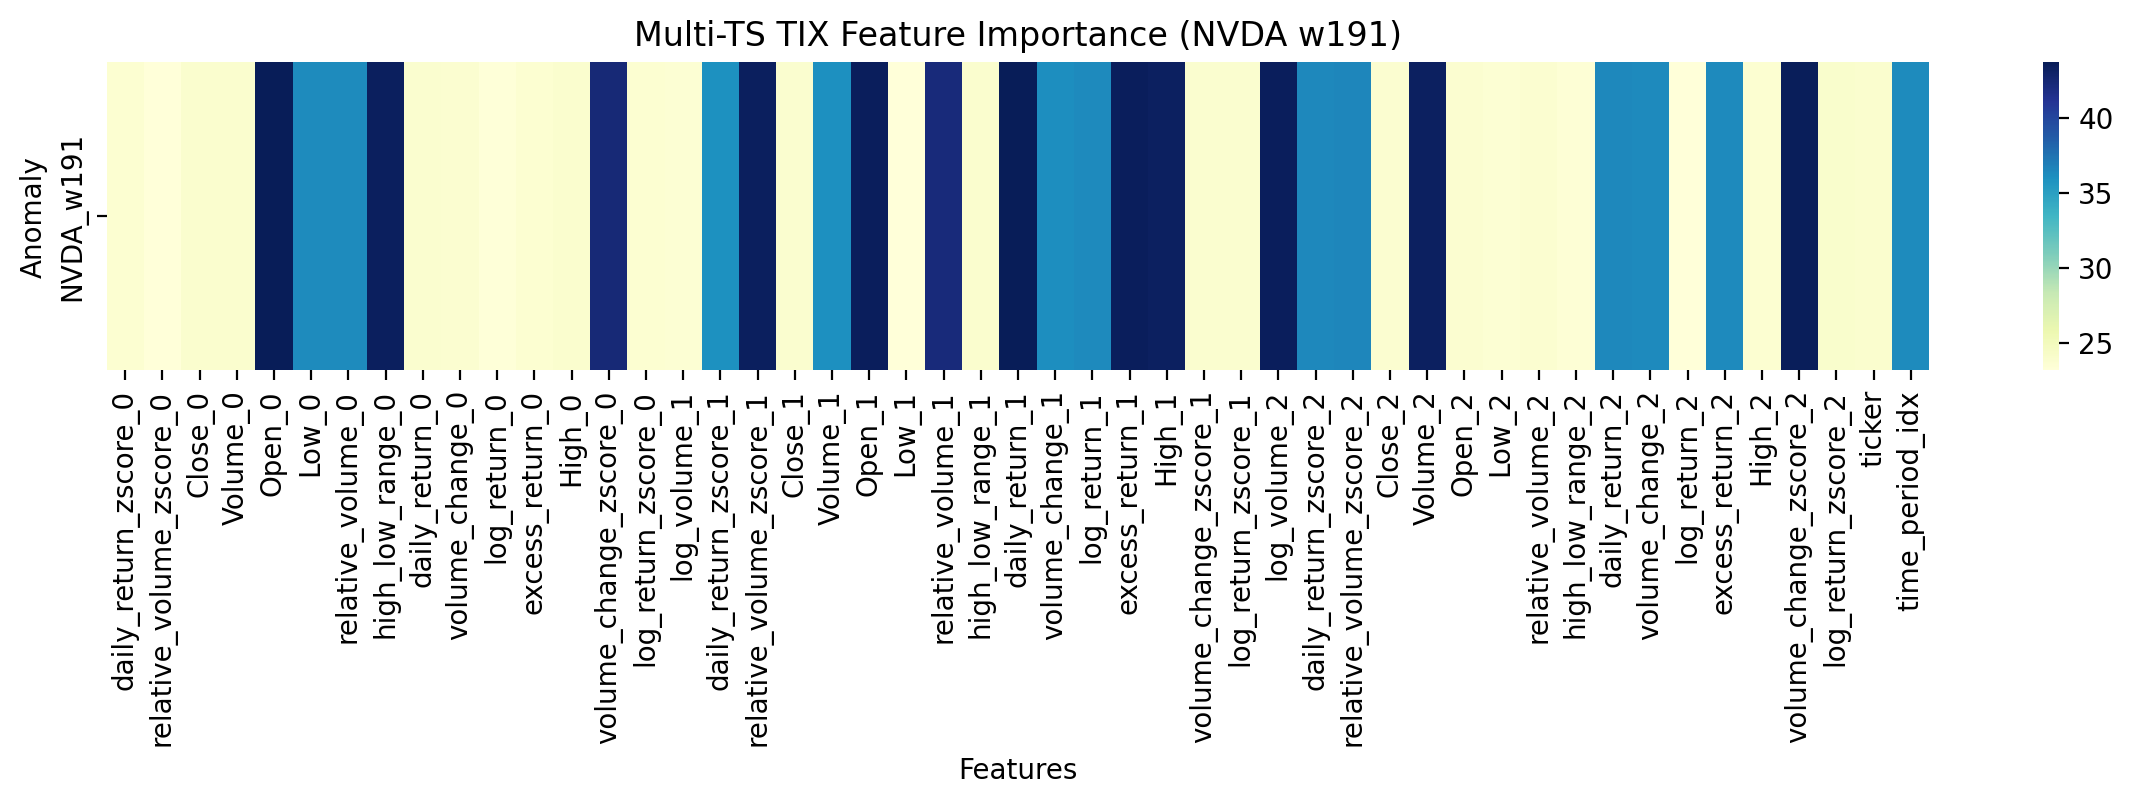 Multi-TS TIX Feature Importance (NVDA w191)
Anomaly
NVDA_w191
40
35
30
25
daily_return_zscore_0
relative_volume_zscore_0
Close_0
Volume_0
Open_0
Low_0
relative_volume_0
high_low_range_0
daily_return_0
volume_change_0
log_return_0
excess_return_0
High_0
volume_change_zscore_0
log_return_zscore_0
log_volume_1
daily_return_zscore_1
relative_volume_zscore_1
Close_1
Volume_1
Open_1
Low_1
relative_volume_1
high_low_range_1
daily_return_1
volume_change_1
log_return_1
excess_return_1
High_1
volume_change_zscore_1
log_return_zscore_1
log_volume_2
daily_return_zscore_2
relative_volume_zscore_2
Close_2
Volume_2
Open_2
Low_2
relative_volume_2
high_low_range_2
daily_return_2
volume_change_2
log_return_2
excess_return_2
High_2
volume_change_zscore_2
log_return_zscore_2
ticker
time_period_idx
Features